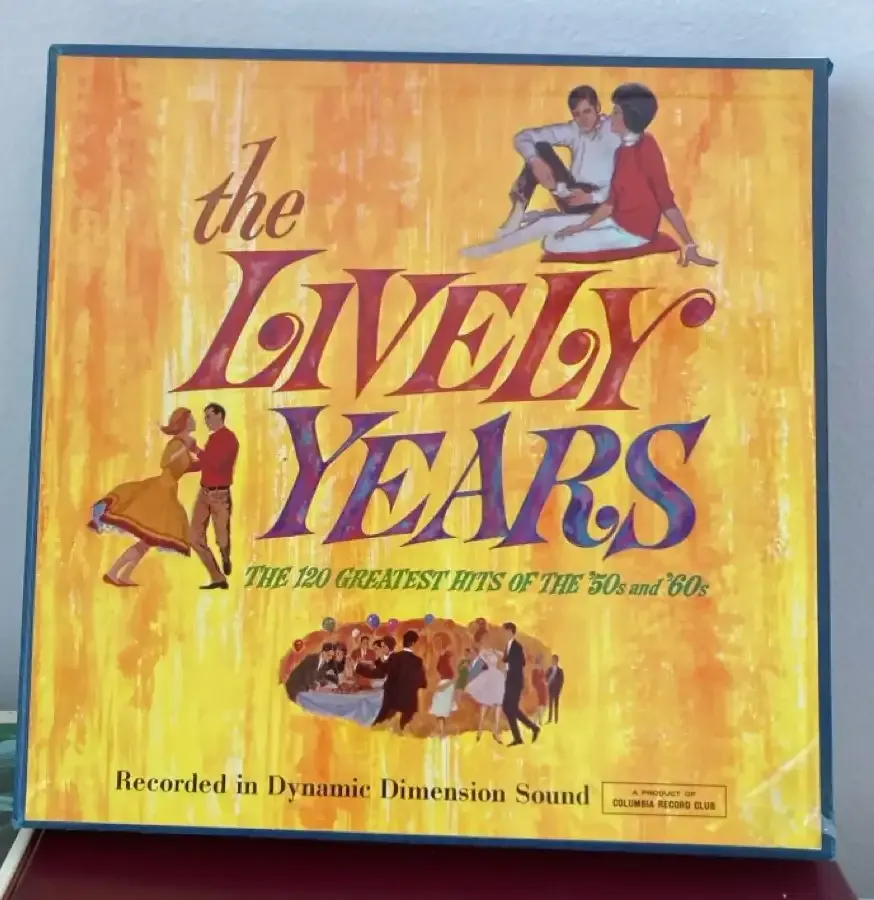 the
LIVELY
YEARS
THE 120 GREATEST HITS OF THE '50s and '60s
Recorded in Dynamic Dimension Sound
A PRODUCT OF
COLUMBIA RECORD CLUB